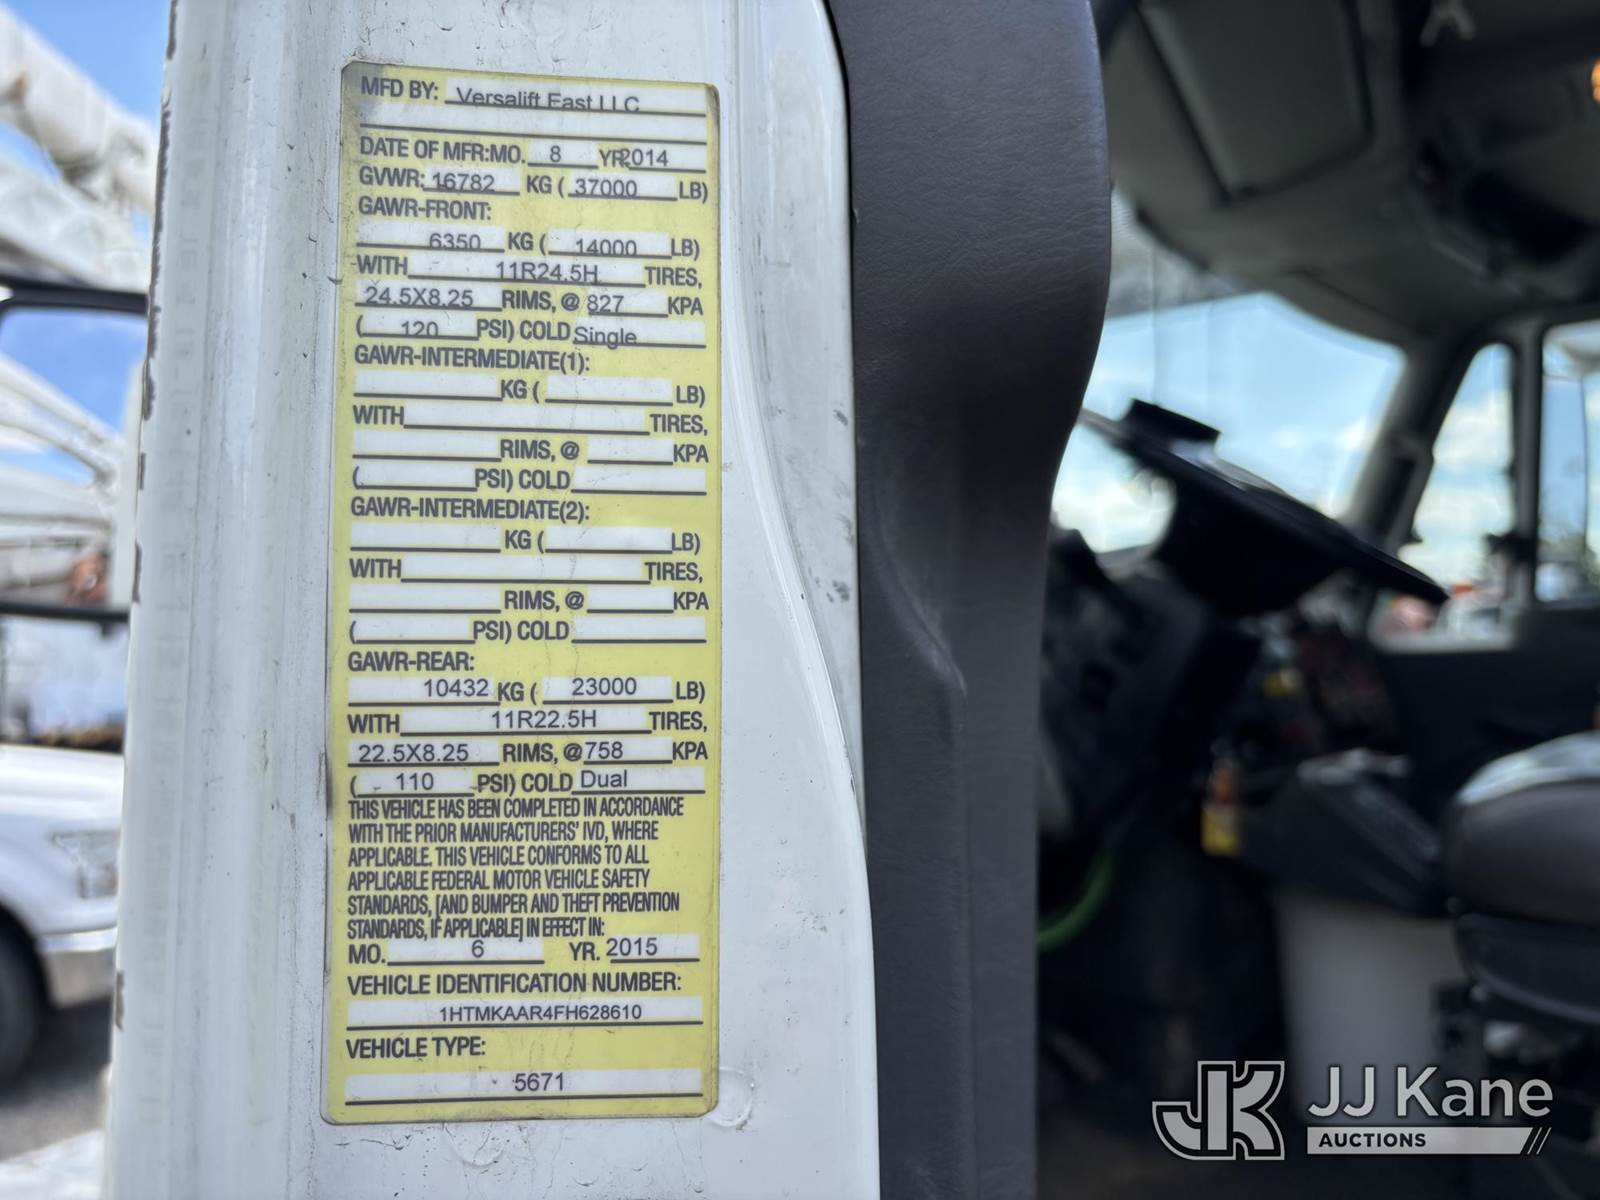 MFD BY: Versalift East LLC
DATE OF MFR:MO. 8 YR.2014
GVWR: 16782 KG ( 37000 LB)
GAWR-FRONT:
6350 KG ( 14000 LB)
WITH 11R24.5H TIRES,
24.5X8.25 RIMS, @ 827 KPA
( 120 PSI) COLD Single
GAWR-INTERMEDIATE(1):
KG ( LB)
WITH TIRES,
RIMS, @ KPA
( PSI) COLD
GAWR-INTERMEDIATE(2):
KG ( LB)
WITH TIRES,
RIMS, @ KPA
( PSI) COLD
GAWR-REAR:
10432 KG ( 23000 LB)
WITH 11R22.5H TIRES,
22.5X8.25 RIMS, @ 758 KPA
( 110 PSI) COLD Dual
THIS VEHICLE HAS BEEN COMPLETED IN ACCORDANCE
WITH THE PRIOR MANUFACTURERS' IVD, WHERE
APPLICABLE. THIS VEHICLE CONFORMS TO ALL
APPLICABLE FEDERAL MOTOR VEHICLE SAFETY
STANDARDS, [AND BUMPER AND THEFT PREVENTION
STANDARDS, IF APPLICABLE] IN EFFECT IN:
MO. 6 YR. 2015
VEHICLE IDENTIFICATION NUMBER:
1HTMKAAR4FH628610
VEHICLE TYPE:
5671
JK JJ Kane
AUCTIONS